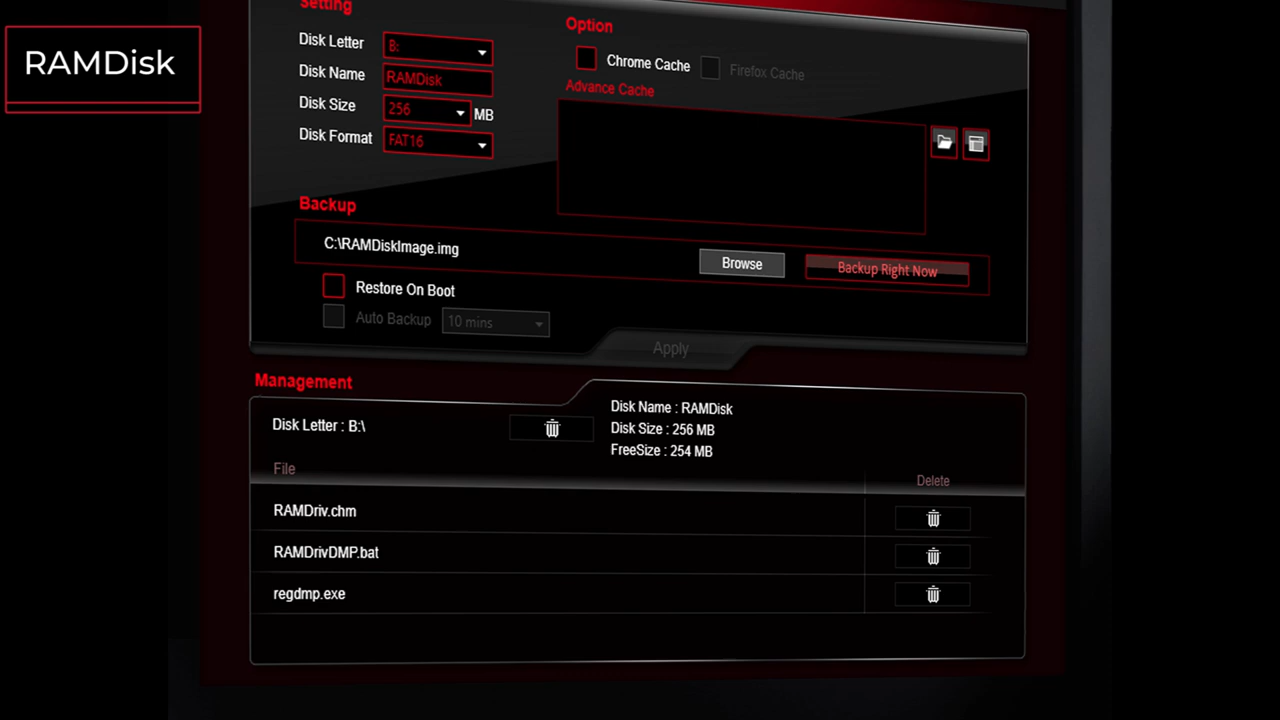 RAMDisk
Setting
Disk Letter B:
Disk Name RAMDisk
Disk Size 256 MB
Disk Format FAT16
Option
Chrome Cache Firefox Cache
Advance Cache
Backup
C:\RAMDiskImage.img Browse Backup Right Now
Restore On Boot
Auto Backup 10 mins
Apply
Management
Disk Letter : B:\
Disk Name : RAMDisk
Disk Size : 256 MB
FreeSize : 254 MB
File Delete
RAMDriv.chm
RAMDrivDMP.bat
regdmp.exe